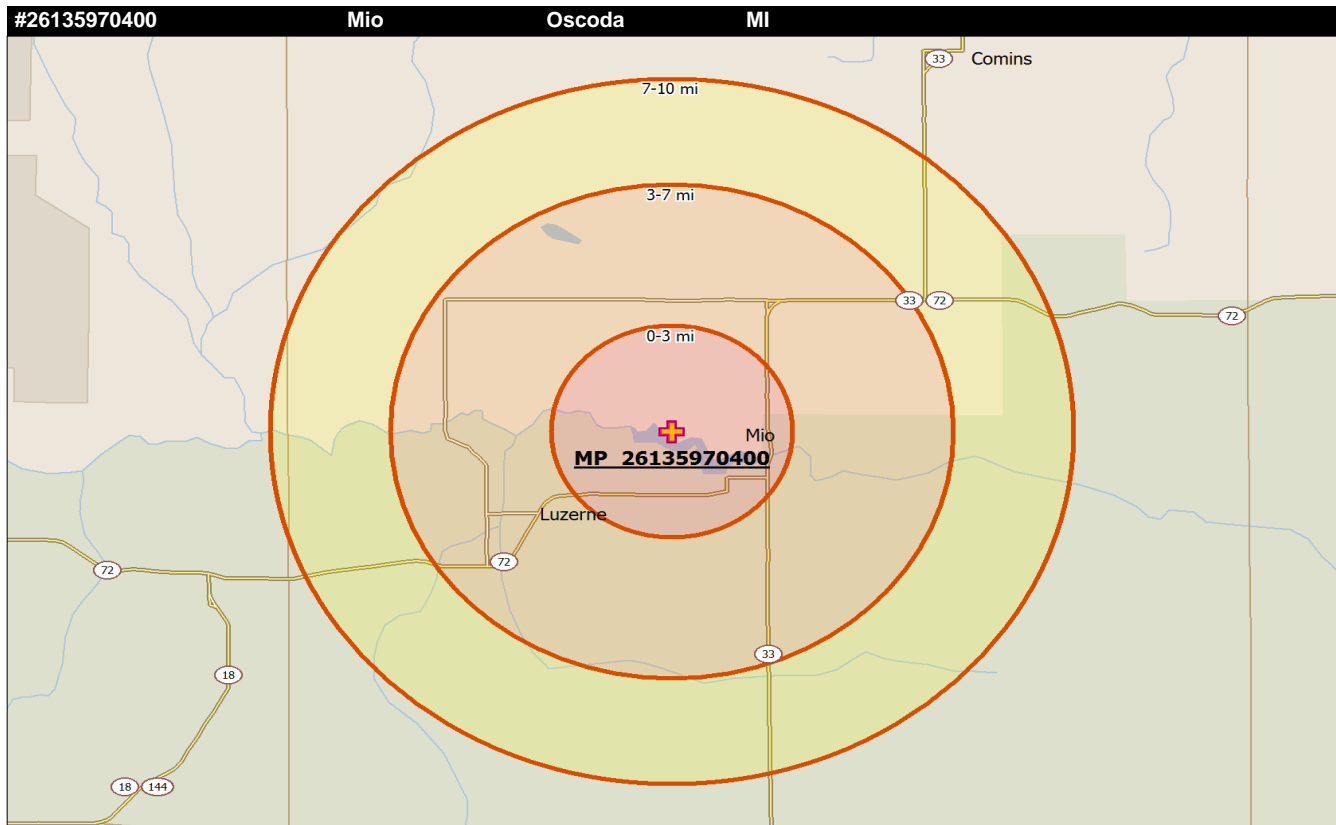 #26135970400 Mio Oscoda MI
33 Comins
7-10 mi
3-7 mi
33 72
72
0-3 mi
Mio
MP 26135970400
Luzerne
72
72
33
18
18 144